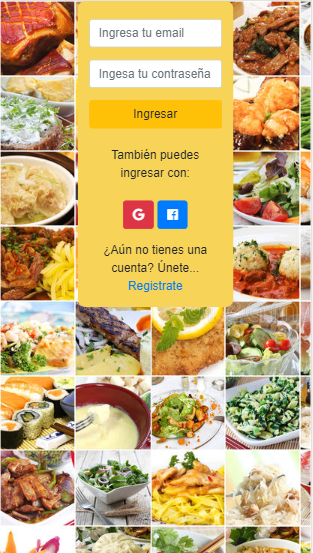 Ingresa tu email
Ingesa tu contraseña
Ingresar
También puedes
ingresar con:
G
¿Aún no tienes una
cuenta? Únete...
Registrate